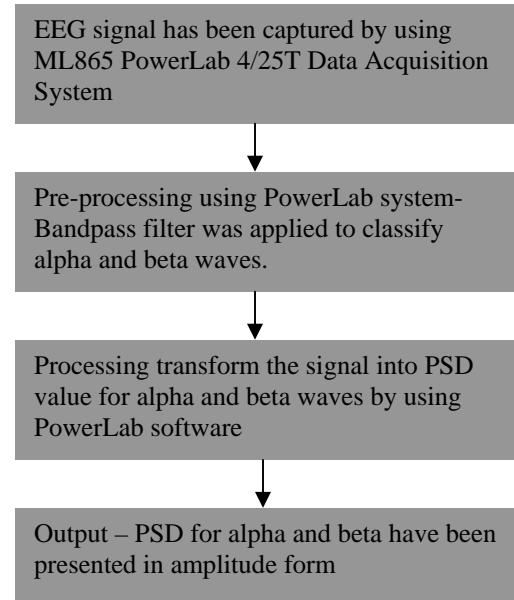 EEG signal has been captured by using
ML865 PowerLab 4/25T Data Acquisition
System
Pre-processing using PowerLab system-
Bandpass filter was applied to classify
alpha and beta waves.
Processing transform the signal into PSD
value for alpha and beta waves by using
PowerLab software
Output – PSD for alpha and beta have been
presented in amplitude form